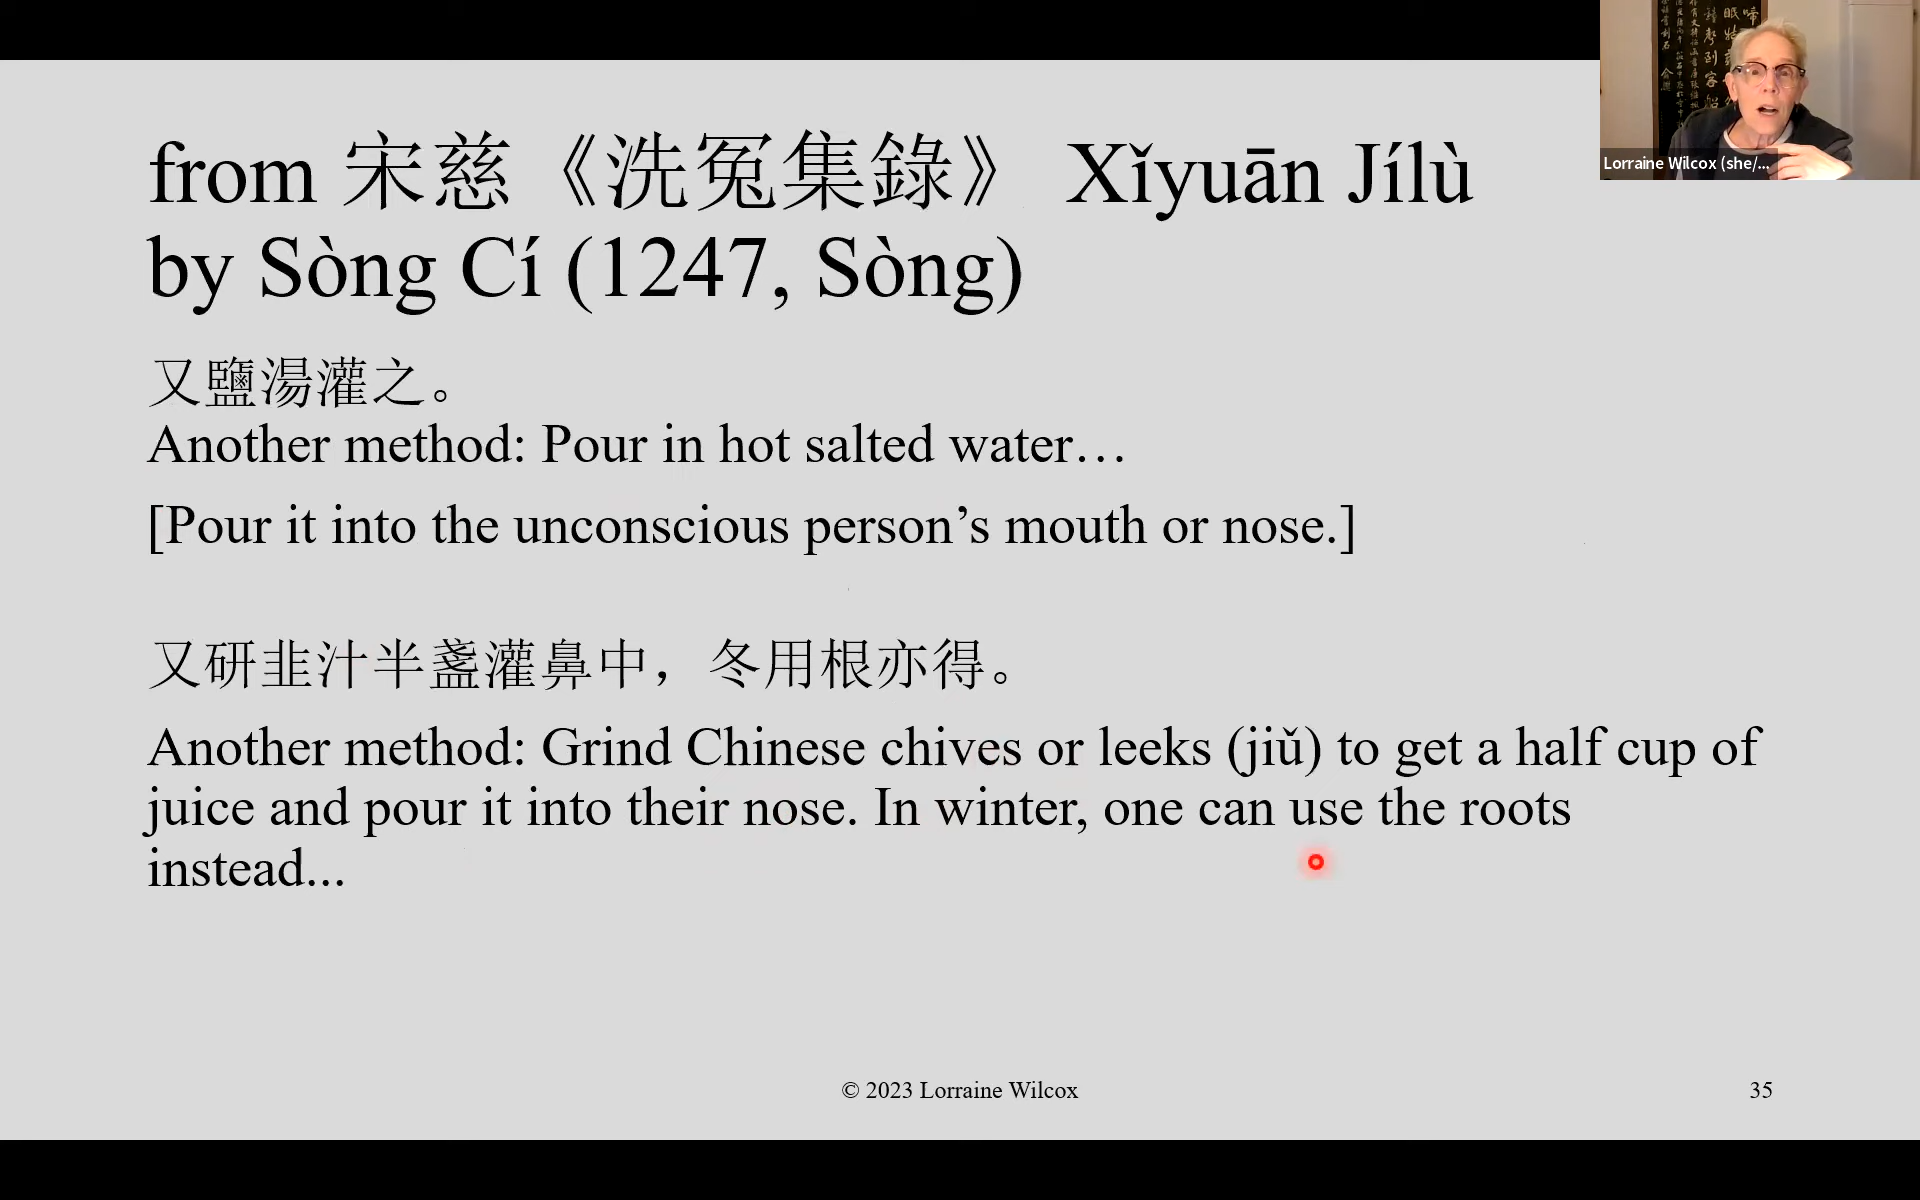 from 宋慈《洗冤集錄》 Xǐyuān Jílù
by Sòng Cí (1247, Sòng)
又鹽湯灌之。
Another method: Pour in hot salted water…
[Pour it into the unconscious person’s mouth or nose.]
又研韭汁半盞灌鼻中，冬用根亦得。
Another method: Grind Chinese chives or leeks (jiǔ) to get a half cup of
juice and pour it into their nose. In winter, one can use the roots
instead...
© 2023 Lorraine Wilcox
35
Lorraine Wilcox (she/...